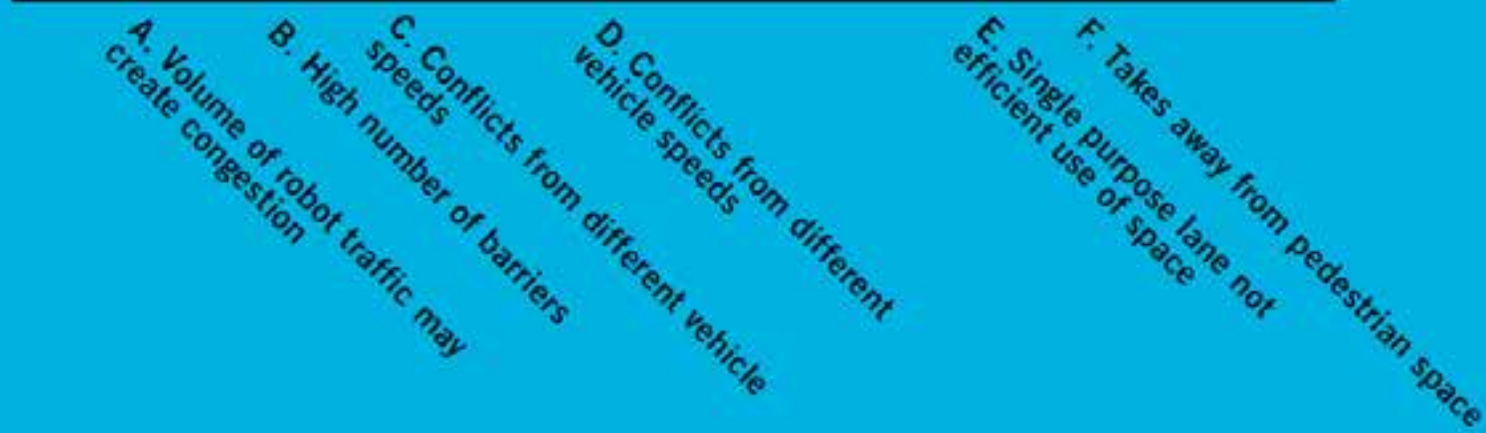 A. Volume of robot traffic may
create congestion
B. High number of barriers
C. Conflicts from different vehicle
speeds
D. Conflicts from different
vehicle speeds
E. Single purpose lane not
efficient use of space
F. Takes away from pedestrian space